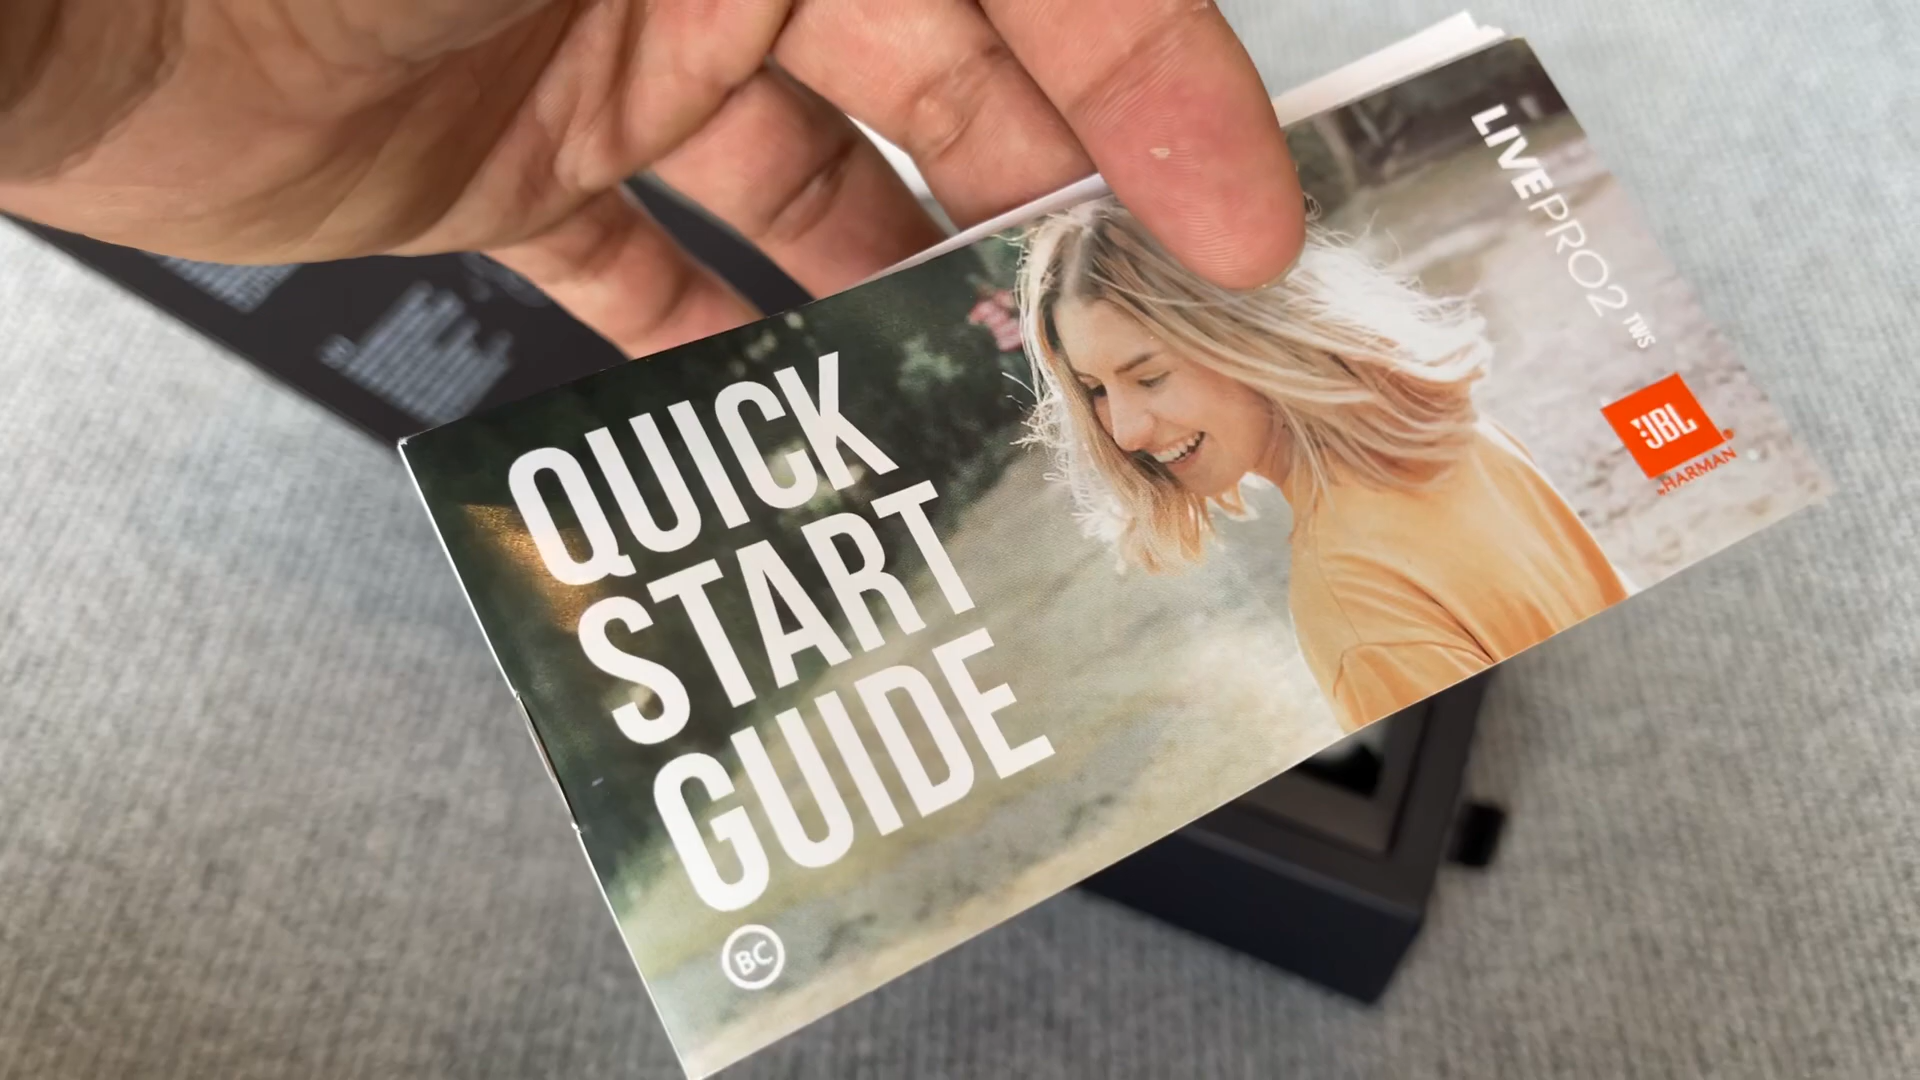 QUICK
START
GUIDE
BC
LIVEPRO2 TWS
JBL®
by HARMAN